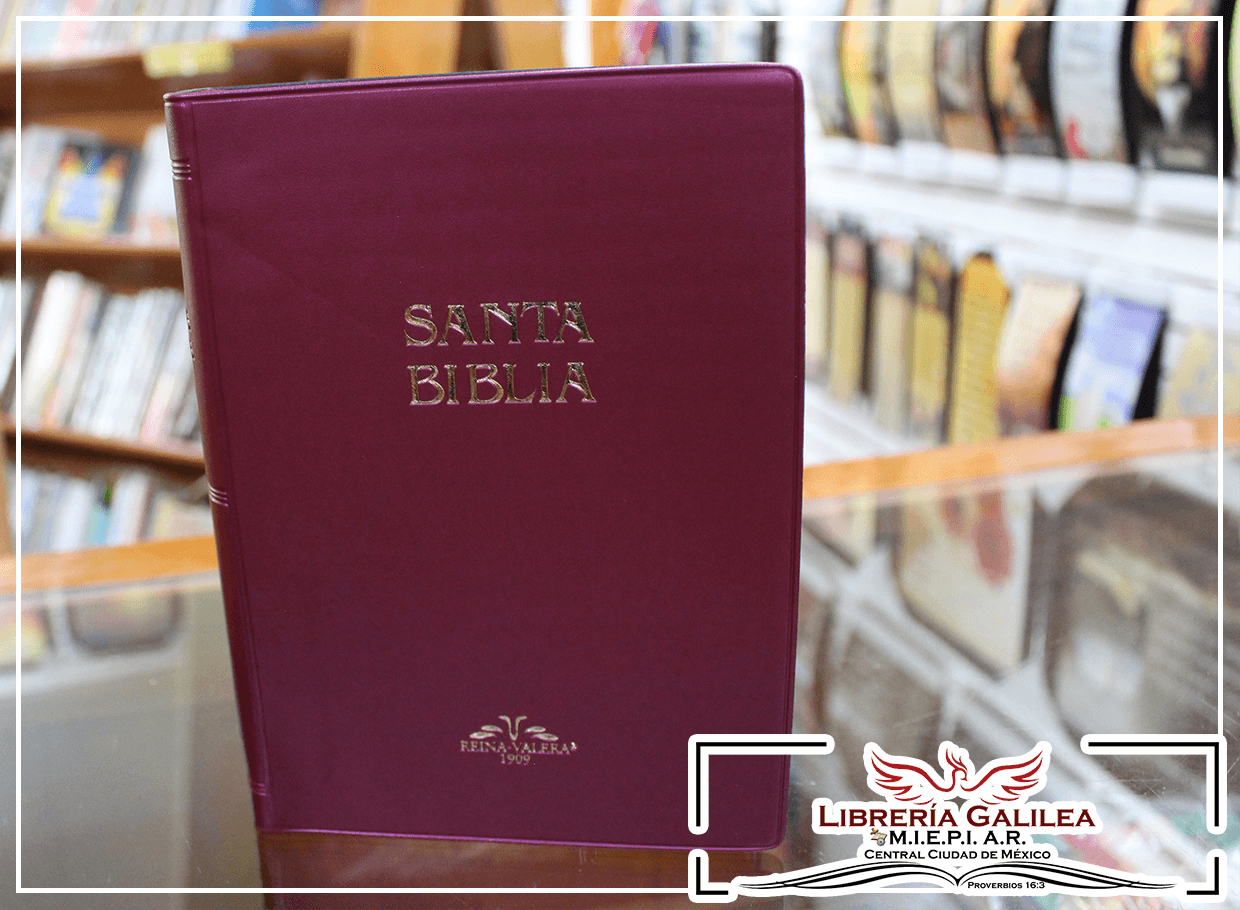 SANTA
BIBLIA
REINA-VALERA®
1909
LIBRERÍA GALILEA
M.I.E.P.I. A.R.
CENTRAL CIUDAD DE MÉXICO
PROVERBIOS 16:3